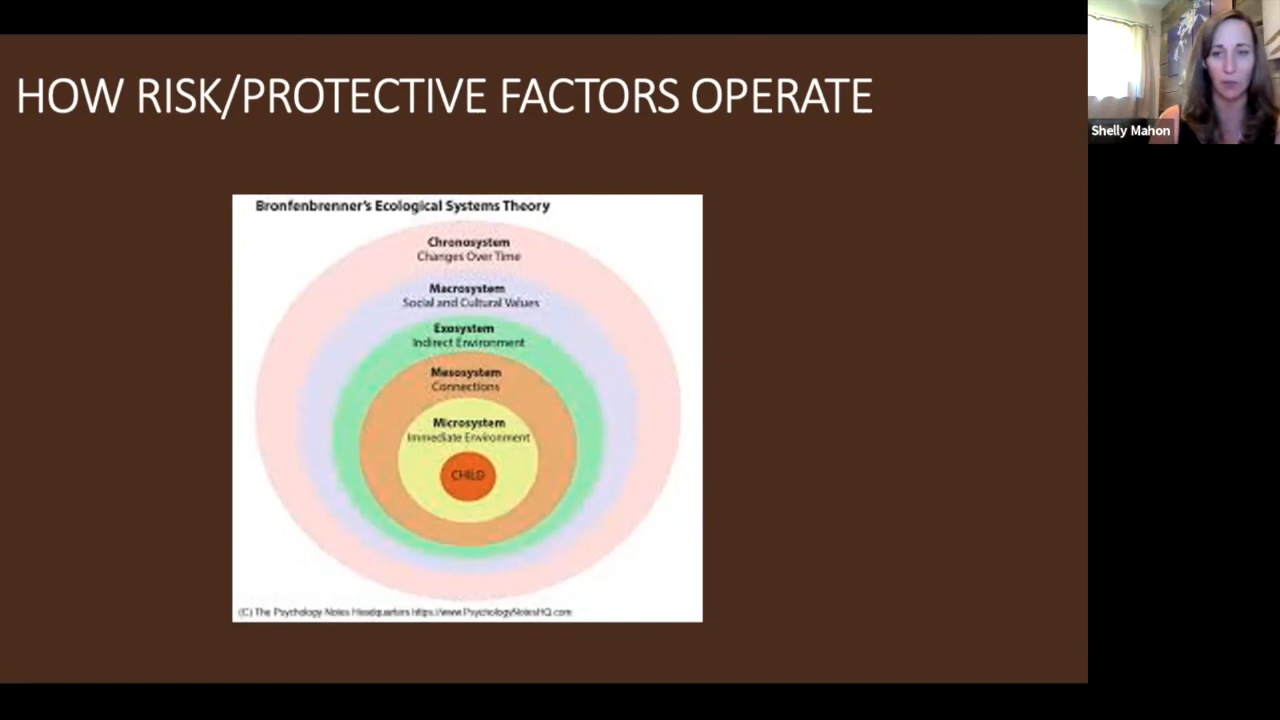 HOW RISK/PROTECTIVE FACTORS OPERATE
Shelly Mahon
Bronfenbrenner's Ecological Systems Theory
Chronosystem
Changes Over Time
Macrosystem
Social and Cultural Values
Exosystem
Indirect Environment
Mesosystem
Connections
Microsystem
Immediate Environment
CHILD
(C) The Psychology Notes Headquarters https://www.PsychologyNotesHQ.com